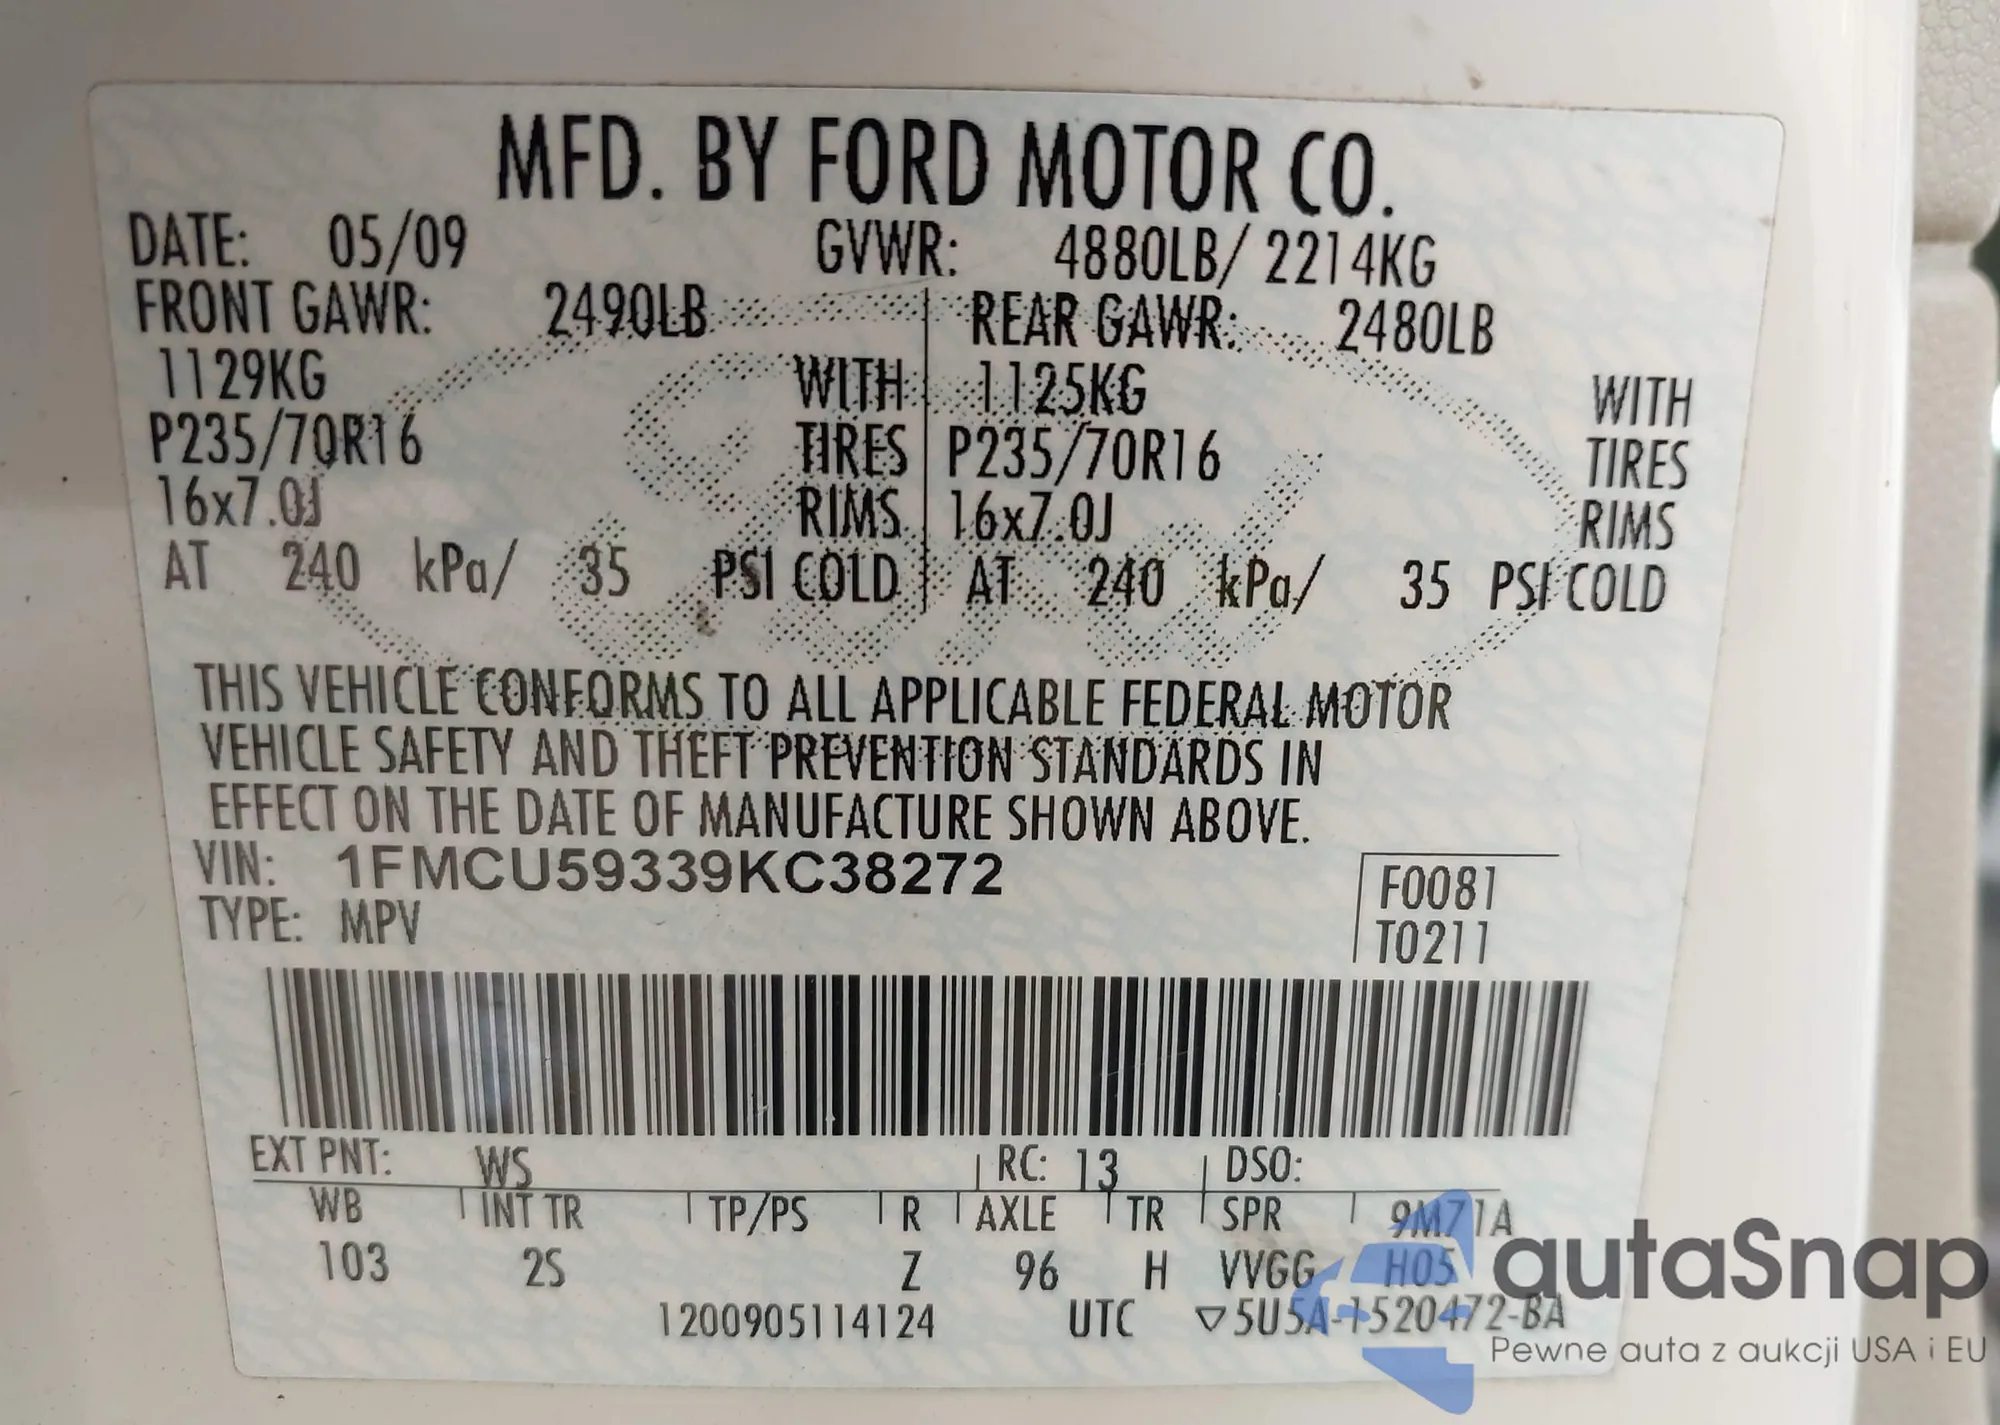 MFD. BY FORD MOTOR CO.
DATE: 05/09 GVWR: 4880LB/ 2214KG
FRONT GAWR: 2490LB REAR GAWR: 2480LB
1129KG WITH 1125KG WITH
P235/70R16 TIRES P235/70R16 TIRES
16x7.0J RIMS 16x7.0J RIMS
AT 240 kPa/ 35 PSI COLD AT 240 kPa/ 35 PSI COLD
THIS VEHICLE CONFORMS TO ALL APPLICABLE FEDERAL MOTOR
VEHICLE SAFETY AND THEFT PREVENTION STANDARDS IN
EFFECT ON THE DATE OF MANUFACTURE SHOWN ABOVE.
VIN: 1FMCU59339KC38272 F0081
TYPE: MPV T0211
EXT PNT: WS RC: 13 DSO:
WB INT TR TP/PS R AXLE TR SPR 9M71A
103 2S Z 96 H VVGG H05
1200905114124 UTC ▽5U5A-1520472-BA
autaSnap
Pewne auta z aukcji USA i EU